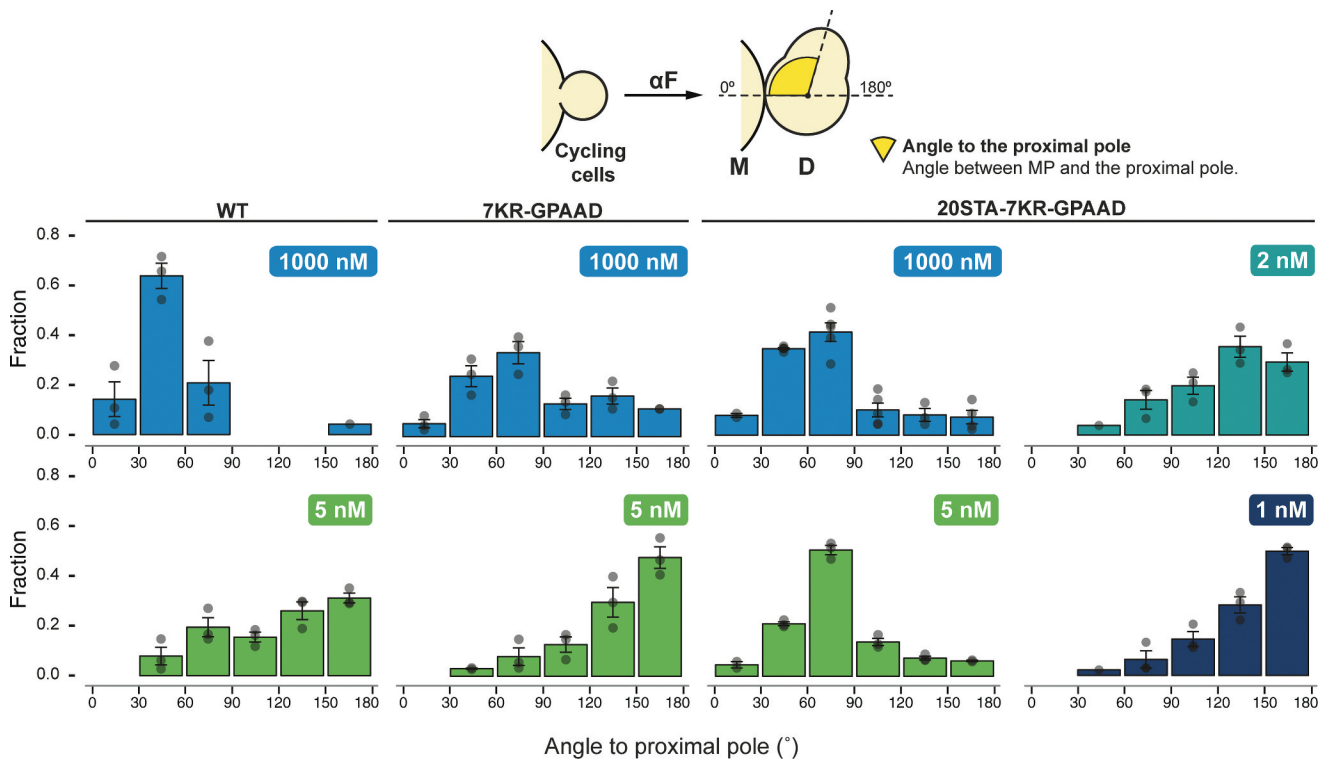 αF
0º
180º
Cycling
cells
M
D
Angle to the proximal pole
Angle between MP and the proximal pole.
WT
7KR-GPAAD
20STA-7KR-GPAAD
Fraction
0.8
0.6
0.4
0.2
0.0
1000 nM
1000 nM
1000 nM
2 nM
0 30 60 90 120 150 180
0 30 60 90 120 150 180
0 30 60 90 120 150 180
0 30 60 90 120 150 180
Fraction
0.8
0.6
0.4
0.2
0.0
5 nM
5 nM
5 nM
1 nM
0 30 60 90 120 150 180
0 30 60 90 120 150 180
0 30 60 90 120 150 180
0 30 60 90 120 150 180
Angle to proximal pole (˚)